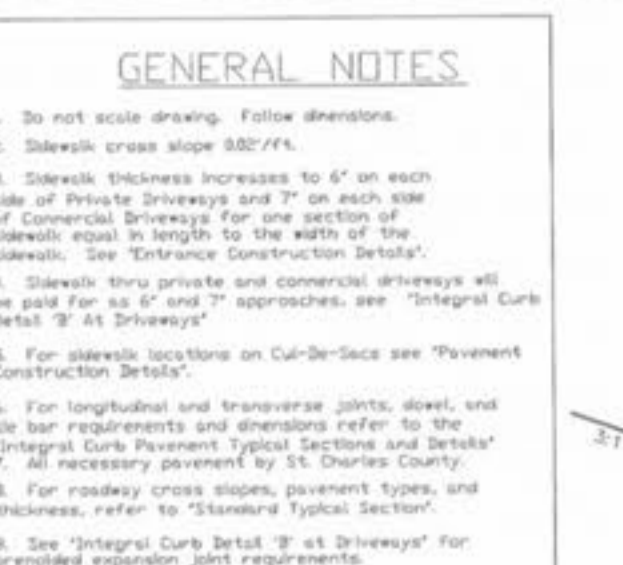 GENERAL NOTES
Do not scale drawing. Follow dimensions.
Sidewalk cross slope 0.02'/ft.
Sidewalk thickness increases to 6" on each
side of Private Driveways and 7" on each side
of Commercial Driveways for one section of
sidewalk equal in length to the width of the
sidewalk. See "Entrance Construction Details".
Sidewalk thru private and commercial driveways will
be paid for as 6" and 7" approaches, see "Integral Curb
Detail 'B' At Driveways"
5. For sidewalk locations on Cul-De-Sacs see "Pavement
Construction Details".
For longitudinal and transverse joints, dowel, and
tie bar requirements and dimensions refer to the
"Integral Curb Pavement Typical Sections and Details"
7. All necessary pavement by St. Charles County.
8. For roadway cross slopes, pavement types, and
thickness, refer to "Standard Typical Section".
9. See "Integral Curb Detail 'B' at Driveways" for
premolded expansion joint requirements.
3:1